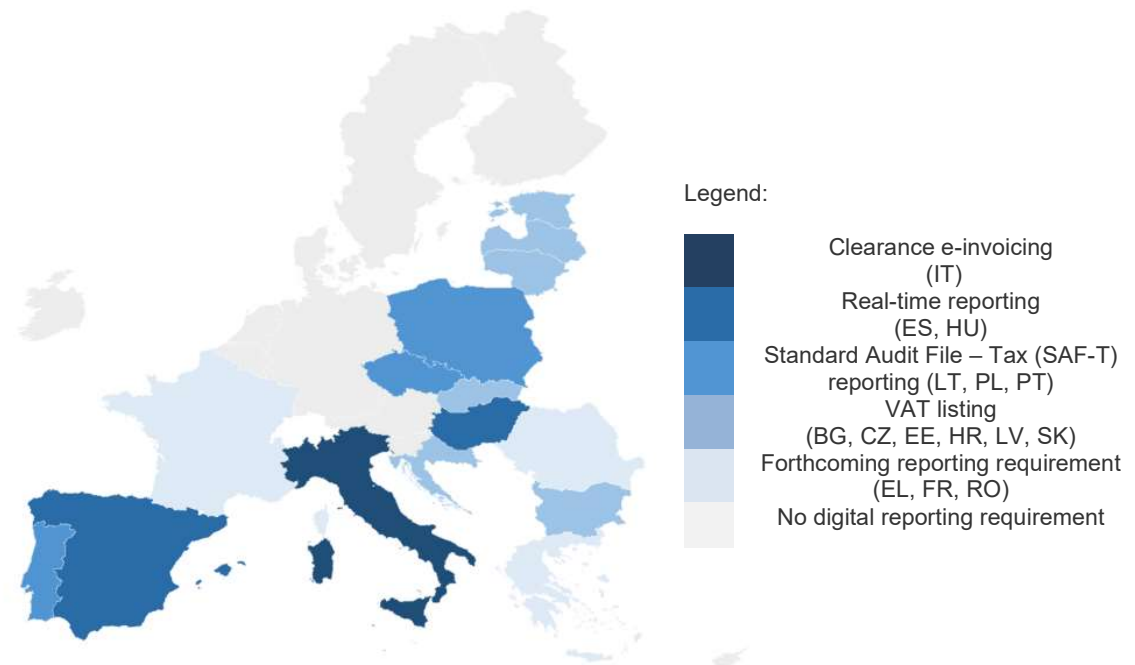 Legend:
Clearance e-invoicing
(IT)
Real-time reporting
(ES, HU)
Standard Audit File – Tax (SAF-T)
reporting (LT, PL, PT)
VAT listing
(BG, CZ, EE, HR, LV, SK)
Forthcoming reporting requirement
(EL, FR, RO)
No digital reporting requirement